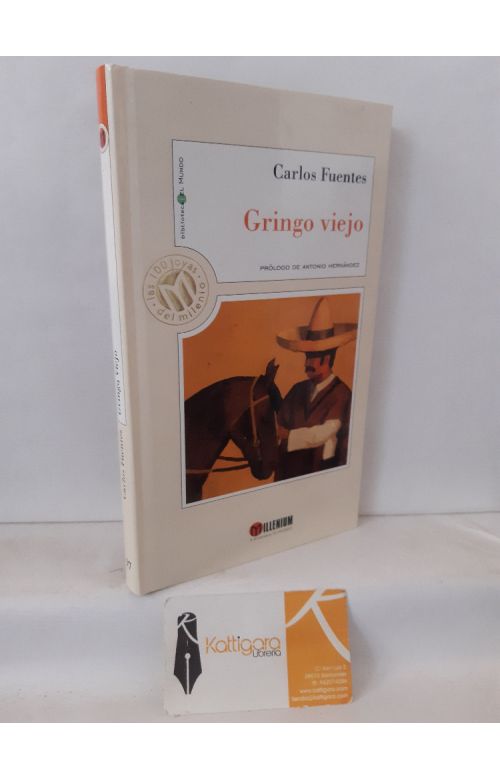 biblioteca EL MUNDO
Carlos Fuentes
Gringo viejo
PRÓLOGO DE ANTONIO HERNÁNDEZ
· las 100 joyas ·
del milenio
M
Carlos Fuentes / Gringo viejo
MILLENIUM
K
Kattigara
Librería
www.kattigara.com